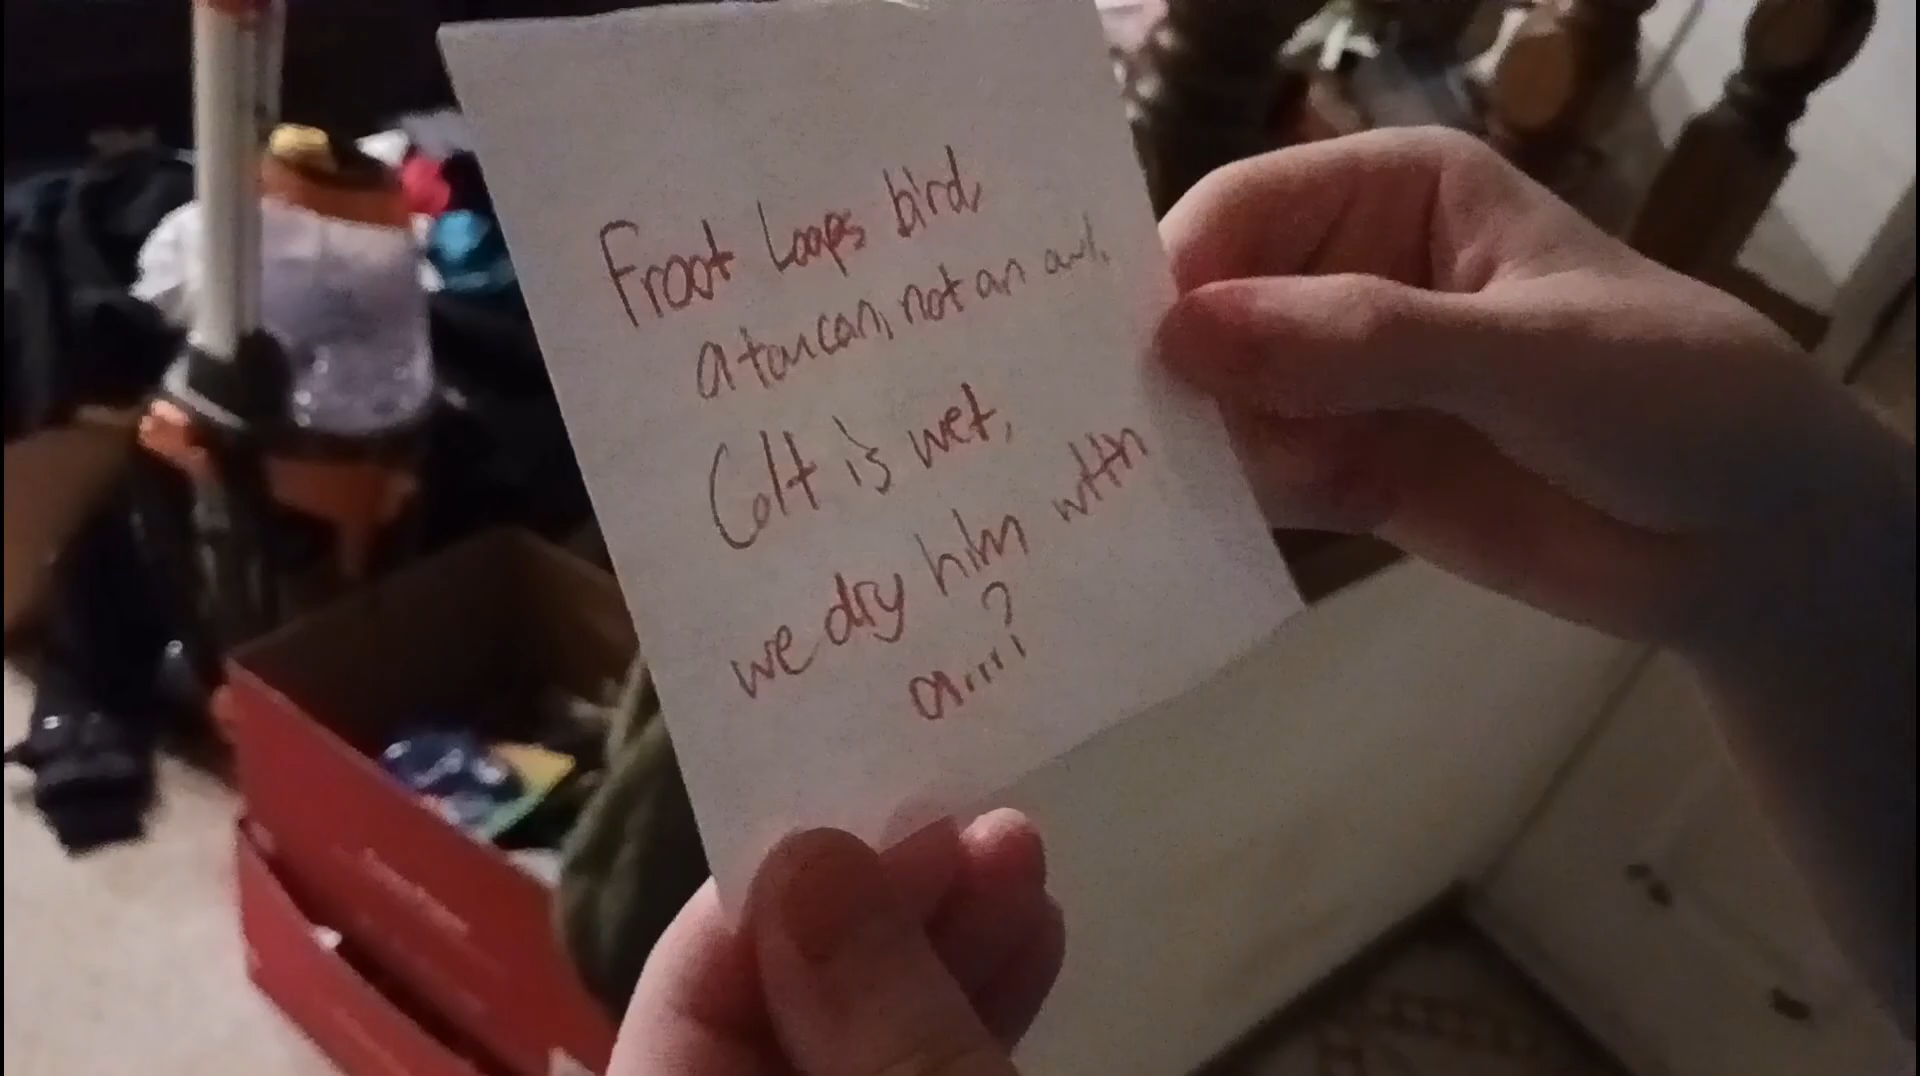 Froot Loops bird,
a toucan, not an owl.
Colt is wet,
we dry him with
a....?